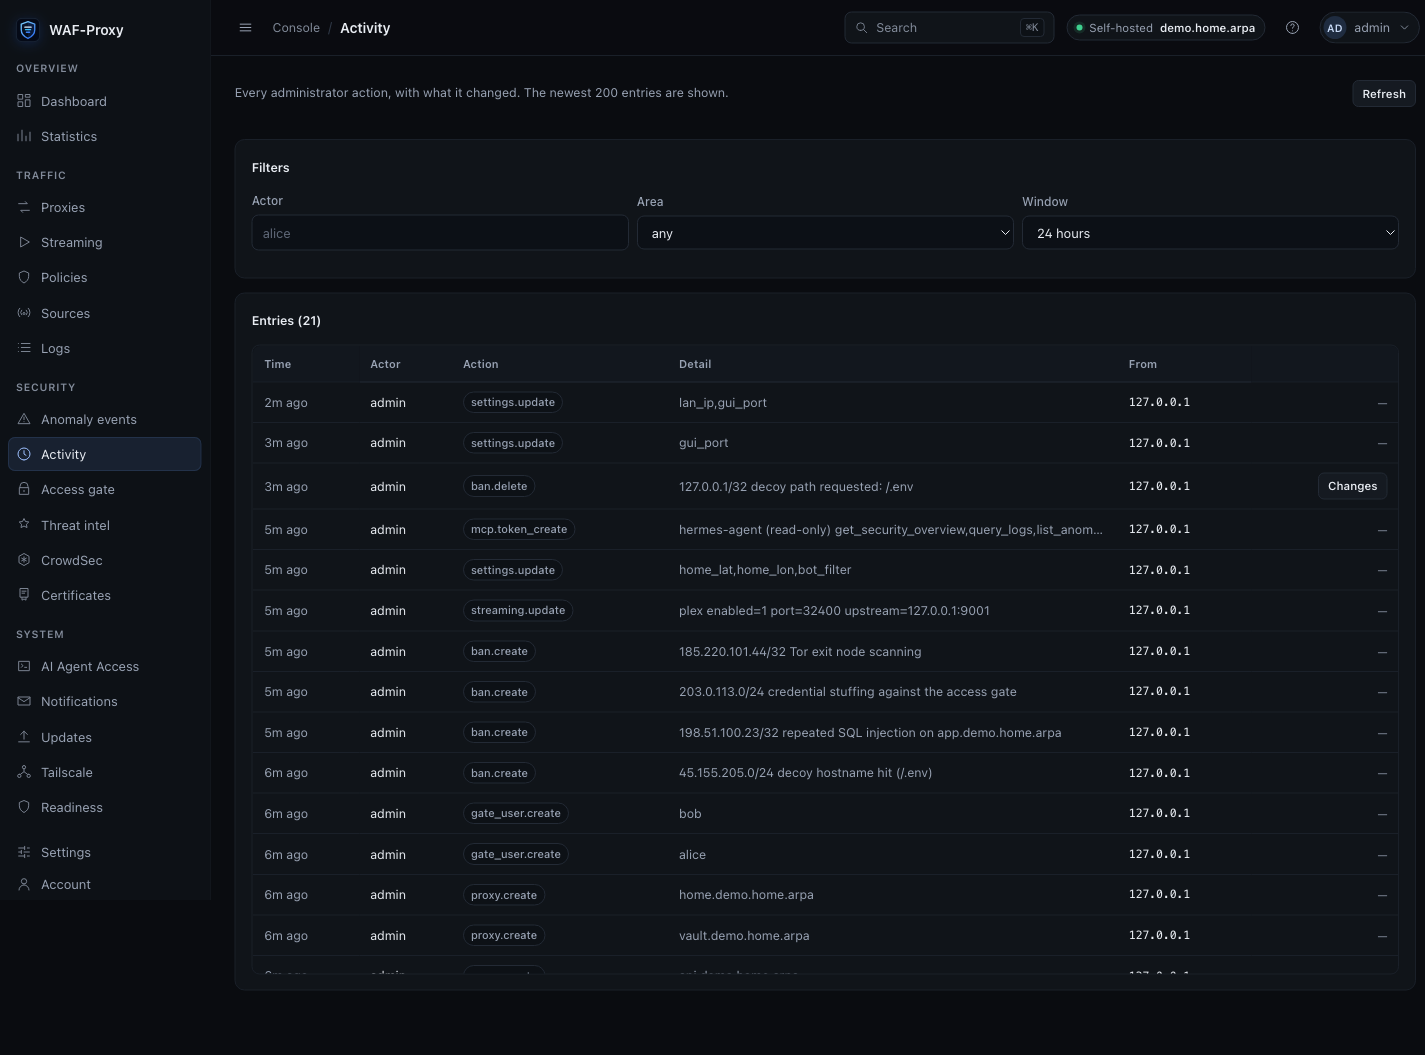 WAF-Proxy
OVERVIEW
Dashboard
Statistics
TRAFFIC
Proxies
Streaming
Policies
Sources
Logs
SECURITY
Anomaly events
Activity
Access gate
Threat intel
CrowdSec
Certificates
SYSTEM
AI Agent Access
Notifications
Updates
Tailscale
Readiness
Settings
Account
Console / Activity
Search ⌘K
Self-hosted demo.home.arpa
AD admin
Every administrator action, with what it changed. The newest 200 entries are shown.
Refresh
Filters
Actor Area Window
alice any 24 hours
Entries (21)
Time Actor Action Detail From
2m ago admin settings.update lan_ip,gui_port 127.0.0.1 —
3m ago admin settings.update gui_port 127.0.0.1 —
3m ago admin ban.delete 127.0.0.1/32 decoy path requested: /.env 127.0.0.1 Changes
5m ago admin mcp.token_create hermes-agent (read-only) get_security_overview,query_logs,list_anom... 127.0.0.1 —
5m ago admin settings.update home_lat,home_lon,bot_filter 127.0.0.1 —
5m ago admin streaming.update plex enabled=1 port=32400 upstream=127.0.0.1:9001 127.0.0.1 —
5m ago admin ban.create 185.220.101.44/32 Tor exit node scanning 127.0.0.1 —
5m ago admin ban.create 203.0.113.0/24 credential stuffing against the access gate 127.0.0.1 —
5m ago admin ban.create 198.51.100.23/32 repeated SQL injection on app.demo.home.arpa 127.0.0.1 —
6m ago admin ban.create 45.155.205.0/24 decoy hostname hit (/.env) 127.0.0.1 —
6m ago admin gate_user.create bob 127.0.0.1 —
6m ago admin gate_user.create alice 127.0.0.1 —
6m ago admin proxy.create home.demo.home.arpa 127.0.0.1 —
6m ago admin proxy.create vault.demo.home.arpa 127.0.0.1 —